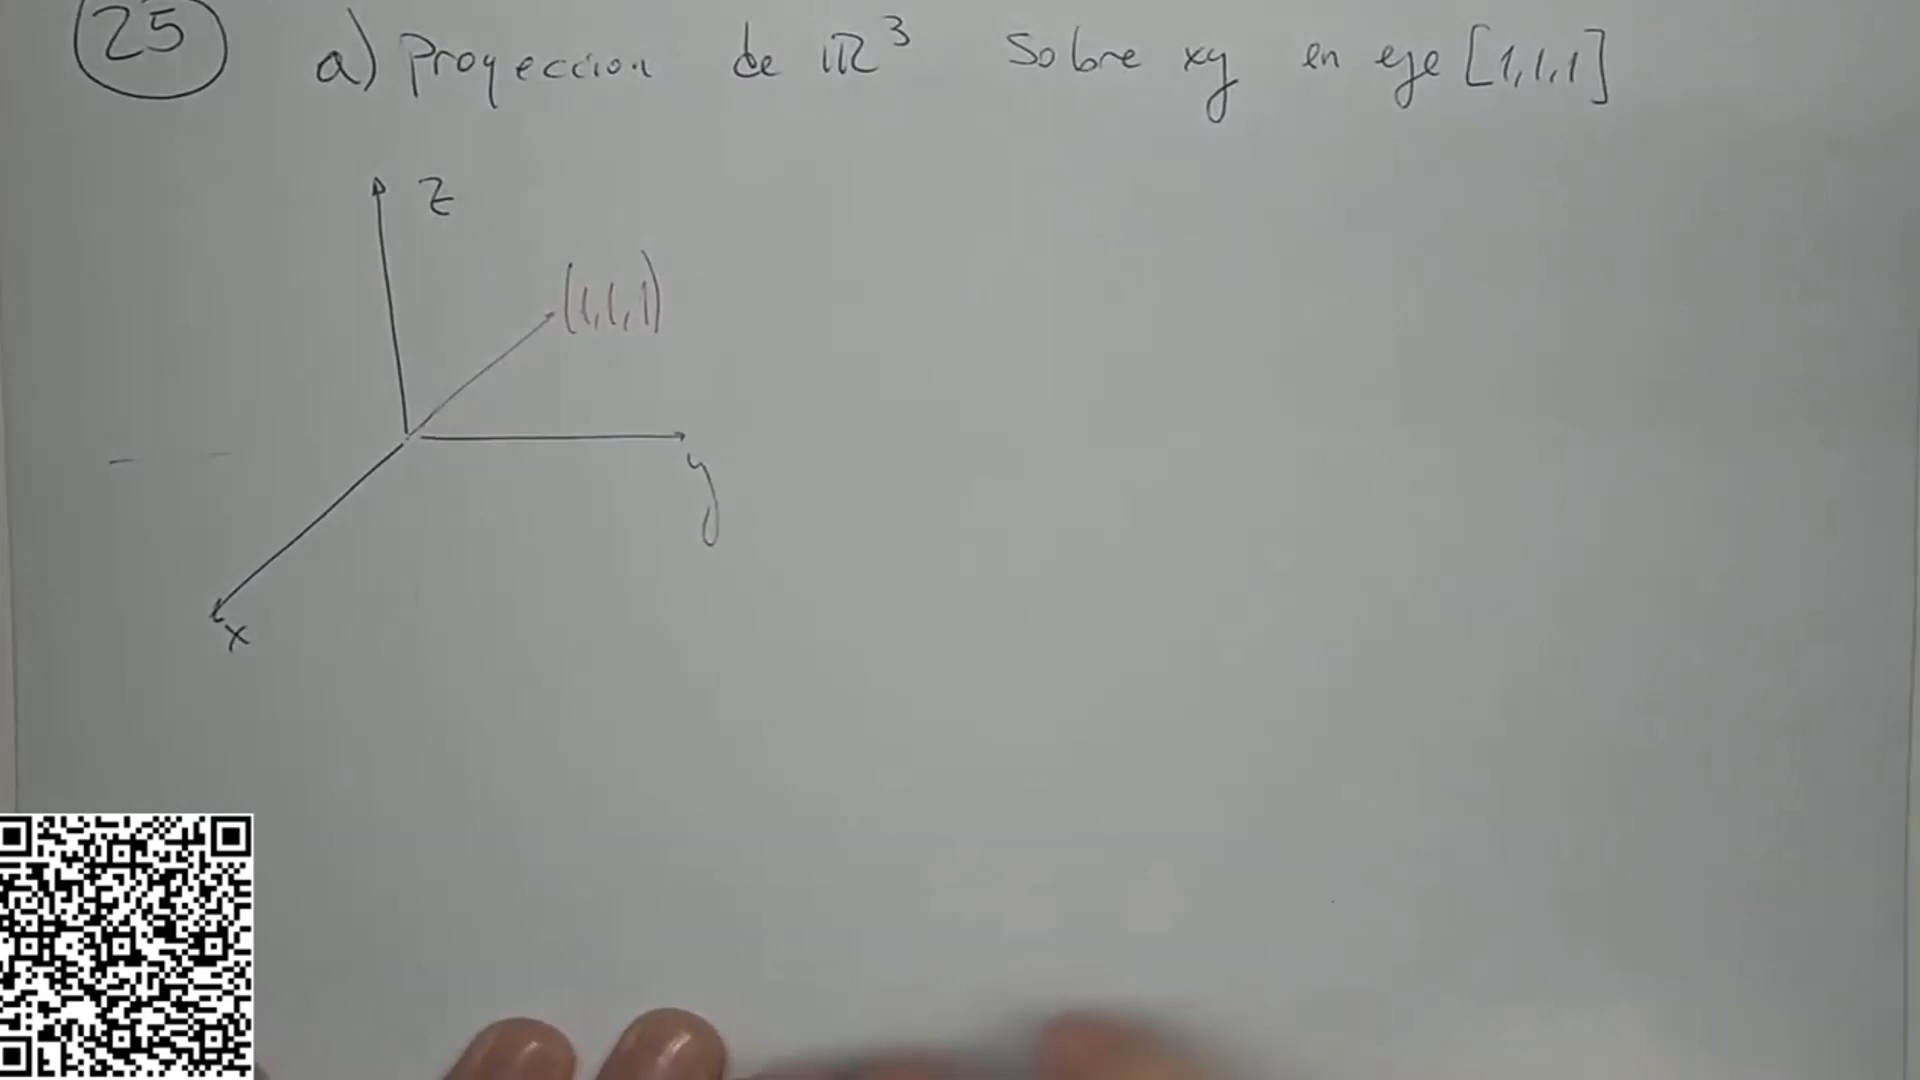 25 a) Proyeccion de ℝ³ Sobre xy en eje [1,1,1]
z
(1,1,1)
y
x